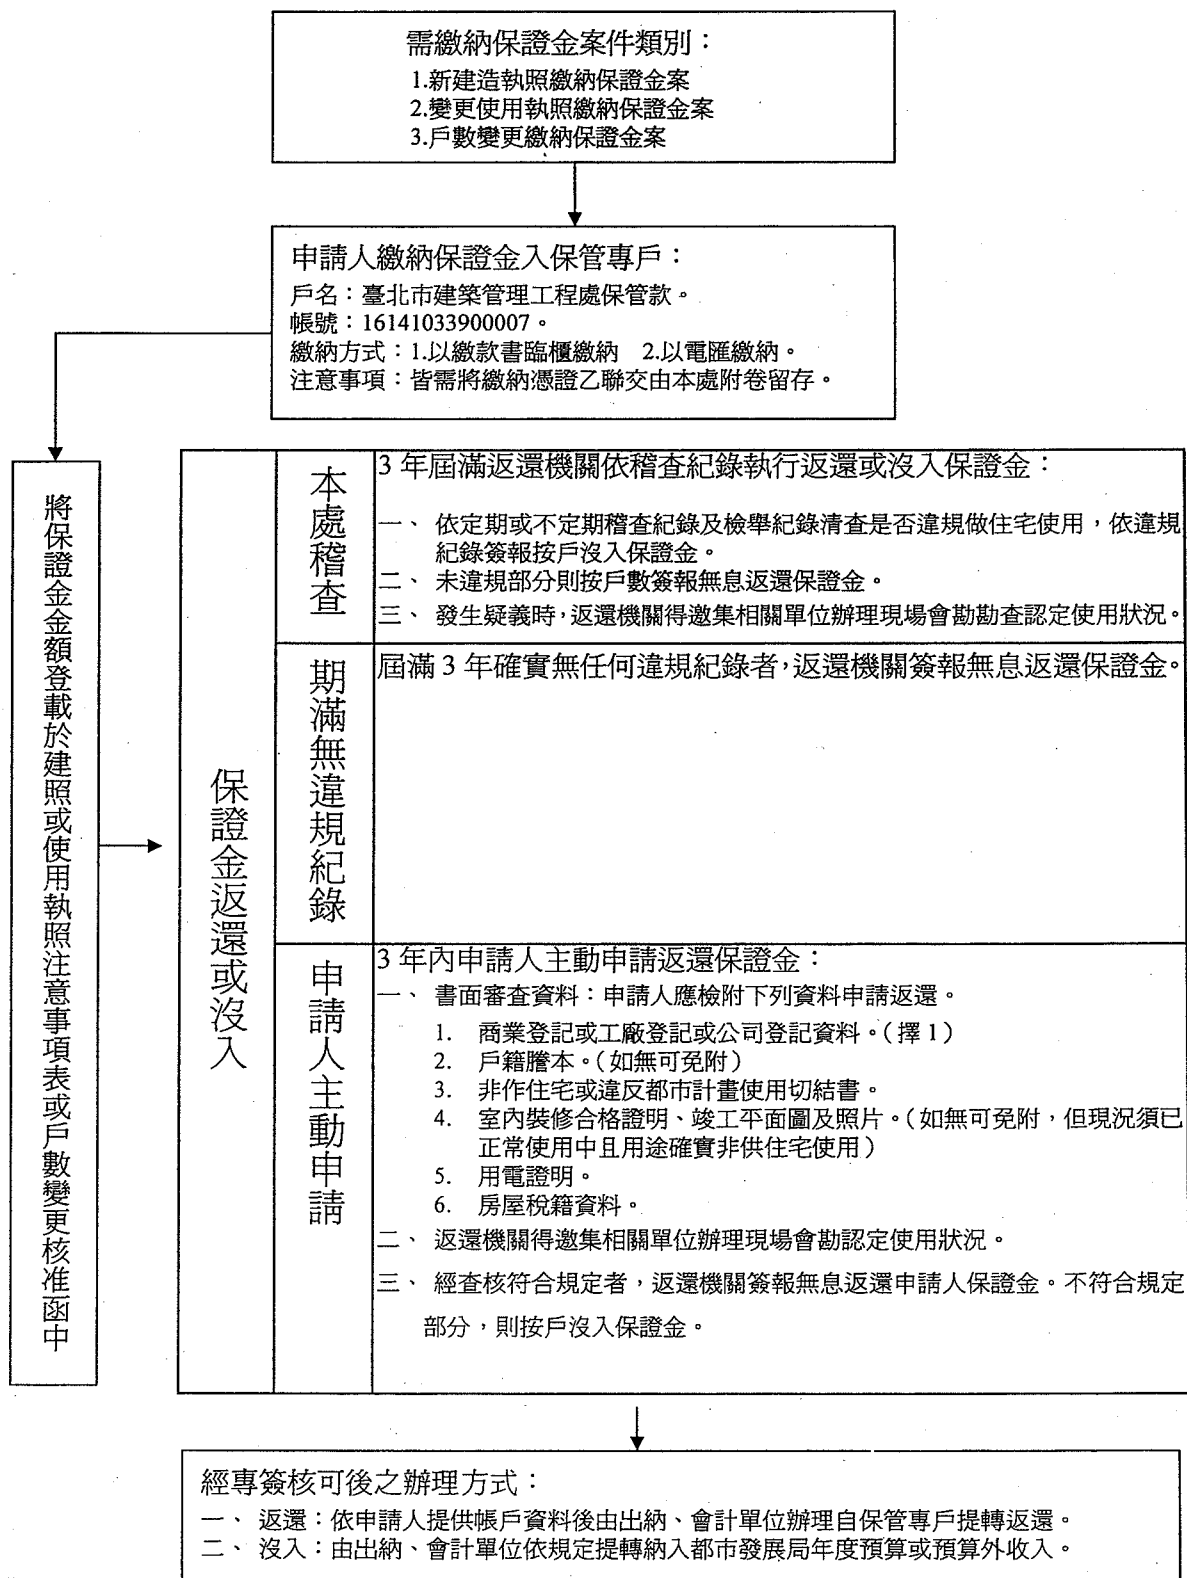 需繳納保證金案件類別：
1.新建造執照繳納保證金案
2.變更使用執照繳納保證金案
3.戶數變更繳納保證金案
申請人繳納保證金入保管專戶：
戶名：臺北市建築管理工程處保管款。
帳號：16141033900007。
繳納方式：1.以繳款書臨櫃繳納 2.以電匯繳納。
注意事項：皆需將繳納憑證乙聯交由本處附卷留存。
將保證金金額登載於建照或使用執照注意事項表或戶數變更核准函中
保證金返還或沒入
本處稽查
3 年屆滿返還機關依稽查紀錄執行返還或沒入保證金：
一、 依定期或不定期稽查紀錄及檢舉紀錄清查是否違規做住宅使用，依違規
紀錄簽報按戶沒入保證金。
二、 未違規部分則按戶數簽報無息返還保證金。
三、 發生疑義時，返還機關得邀集相關單位辦理現場會勘勘查認定使用狀況。
期滿無違規紀錄
屆滿 3 年確實無任何違規紀錄者，返還機關簽報無息返還保證金。
申請人主動申請
3 年內申請人主動申請返還保證金：
一、 書面審查資料：申請人應檢附下列資料申請返還。
1. 商業登記或工廠登記或公司登記資料。（擇 1）
2. 戶籍謄本。（如無可免附）
3. 非作住宅或違反都市計畫使用切結書。
4. 室內裝修合格證明、竣工平面圖及照片。（如無可免附，但現況須已
正常使用中且用途確實非供住宅使用）
5. 用電證明。
6. 房屋稅籍資料。
二、 返還機關得邀集相關單位辦理現場會勘認定使用狀況。
三、 經查核符合規定者，返還機關簽報無息返還申請人保證金。不符合規定
部分，則按戶沒入保證金。
經專簽核可後之辦理方式：
一、 返還：依申請人提供帳戶資料後由出納、會計單位辦理自保管專戶提轉返還。
二、 沒入：由出納、會計單位依規定提轉納入都市發展局年度預算或預算外收入。